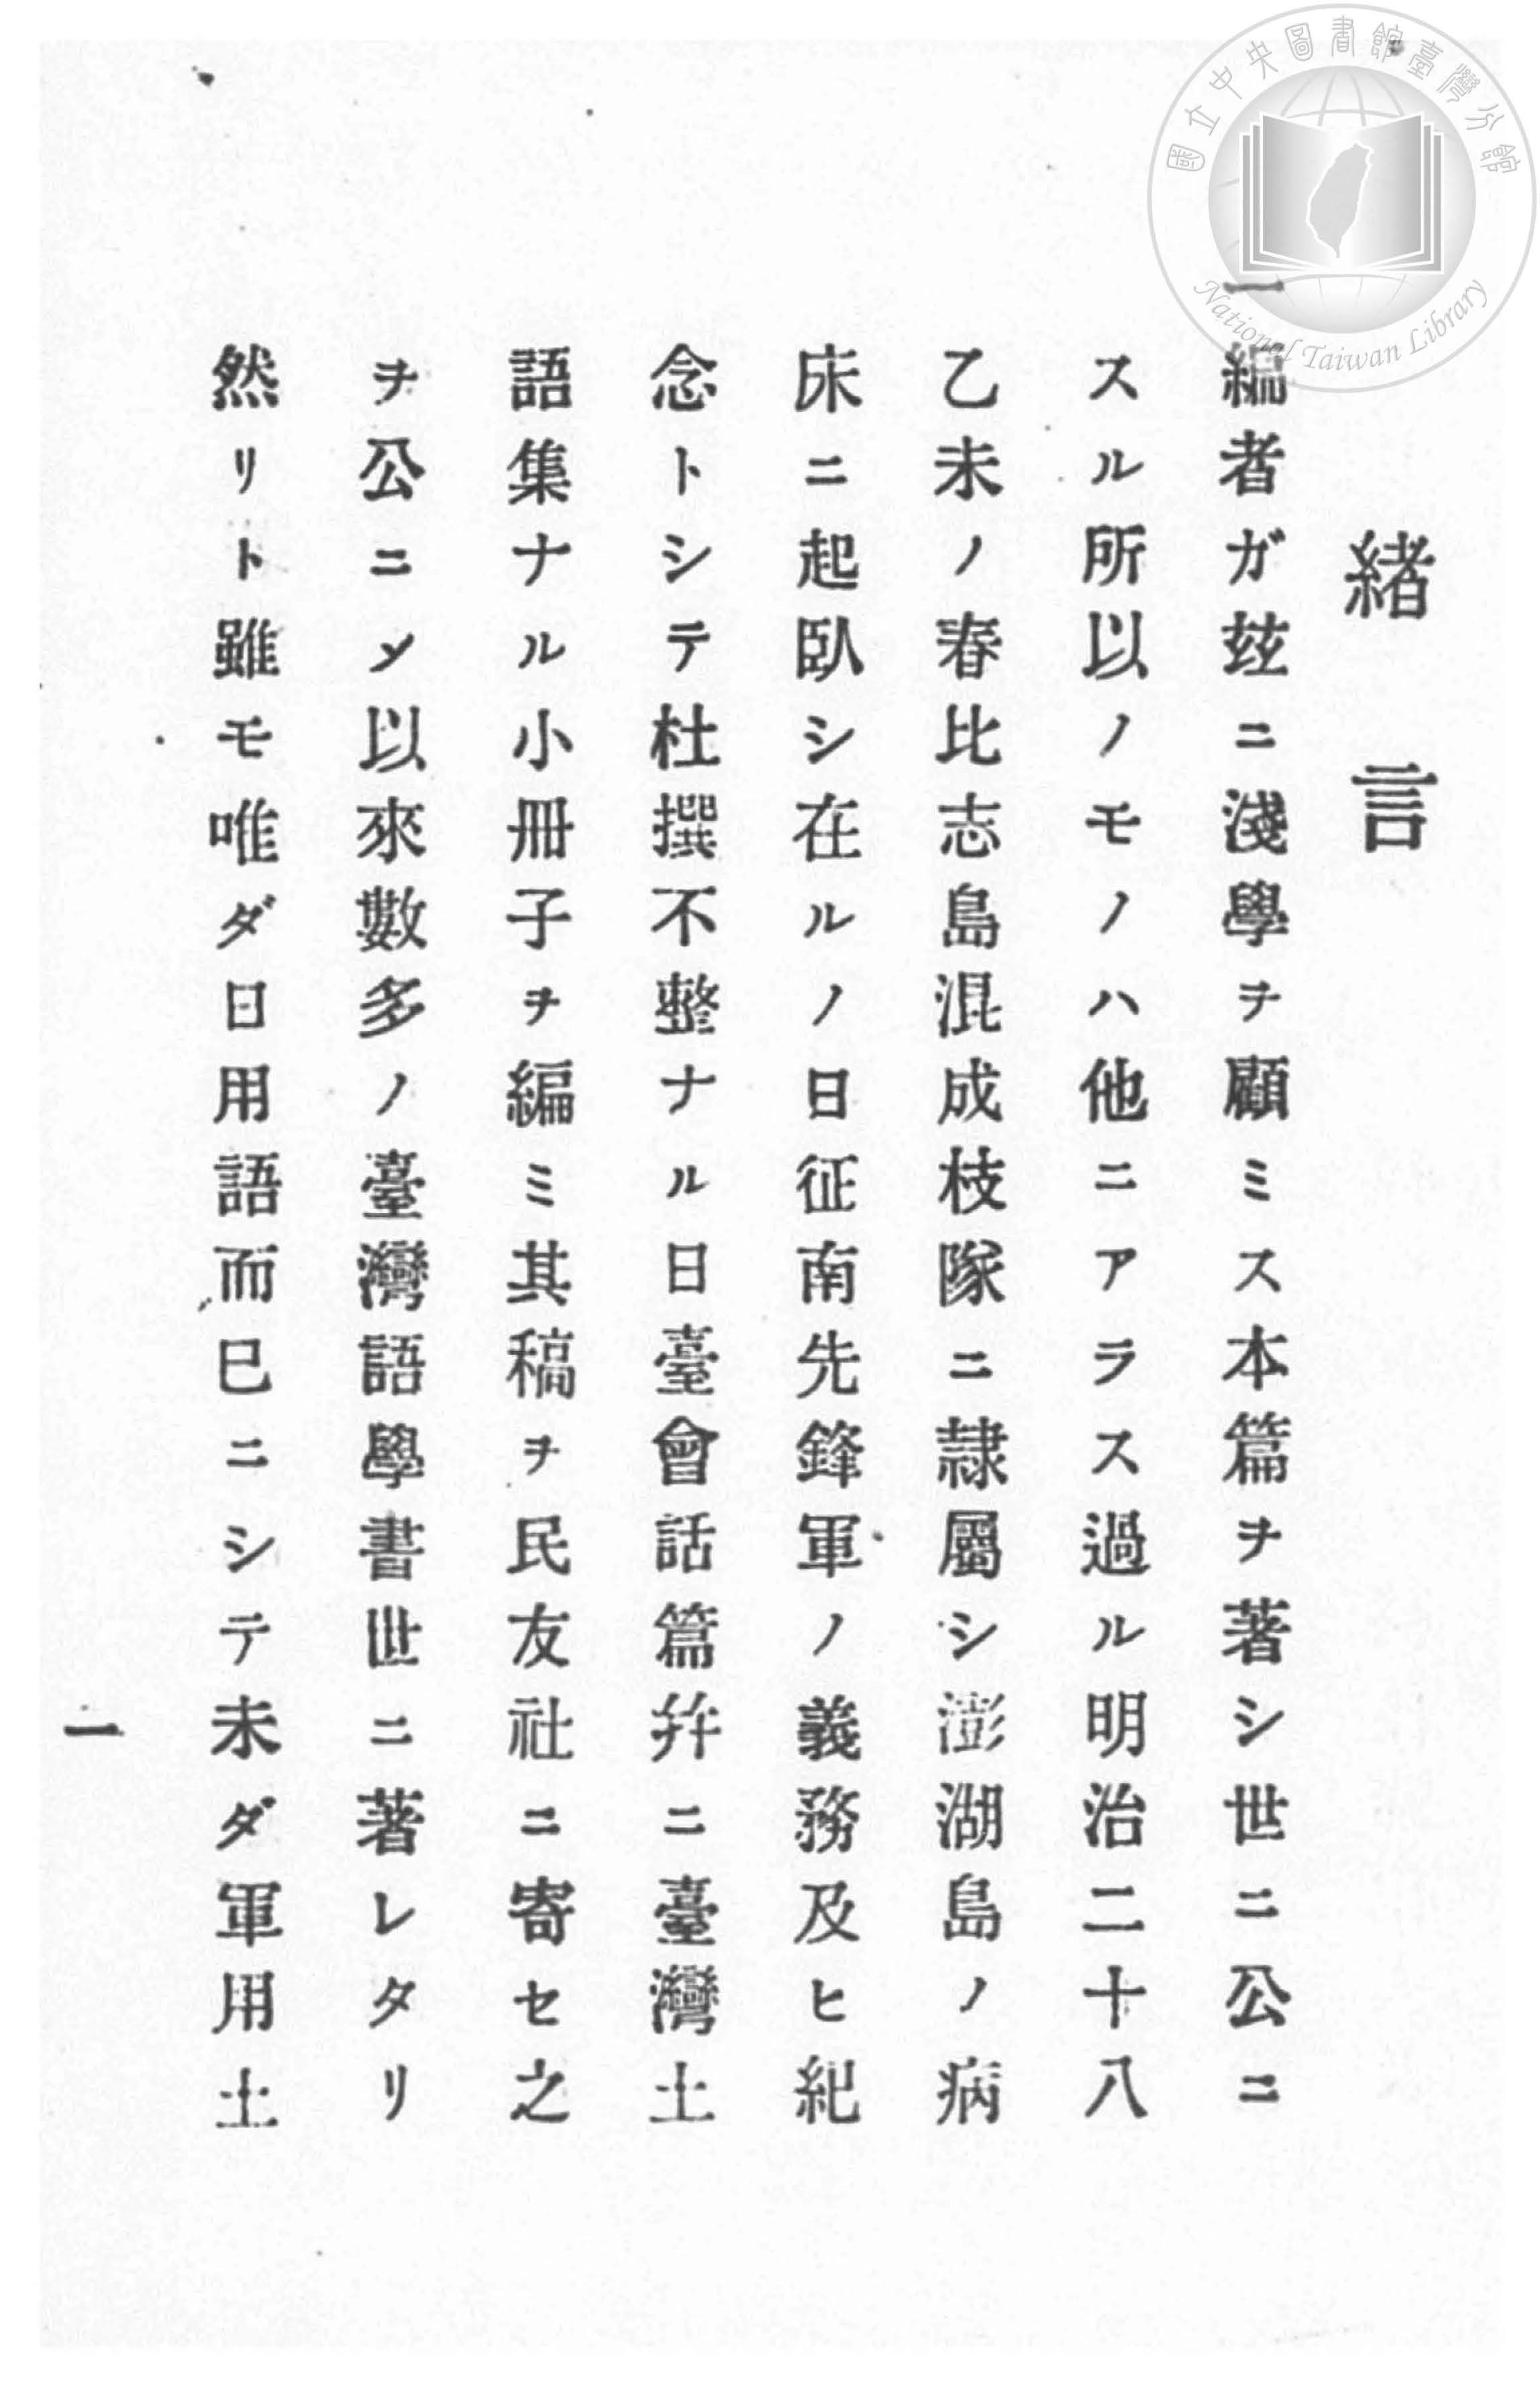 國立中央圖書館臺灣分館
National Taiwan Library
緒言
一編者ガ玆ニ淺學ヲ顧ミス本篇ヲ著シ世ニ公ニ
スル所以ノモノハ他ニアラス過ル明治二十八
乙未ノ春比志島混成枝隊ニ隷屬シ澎湖島ノ病
床ニ起臥シ在ルノ日征南先鋒軍ノ義務及ヒ紀
念トシテ杜撰不整ナル日臺會話篇幷ニ臺灣土
語集ナル小冊子ヲ編ミ其稿ヲ民友社ニ寄セ之
ヲ公ニメ以來數多ノ臺灣語學書世ニ著レタリ
然リト雖モ唯ダ日用語而已ニシテ未ダ軍用土
一